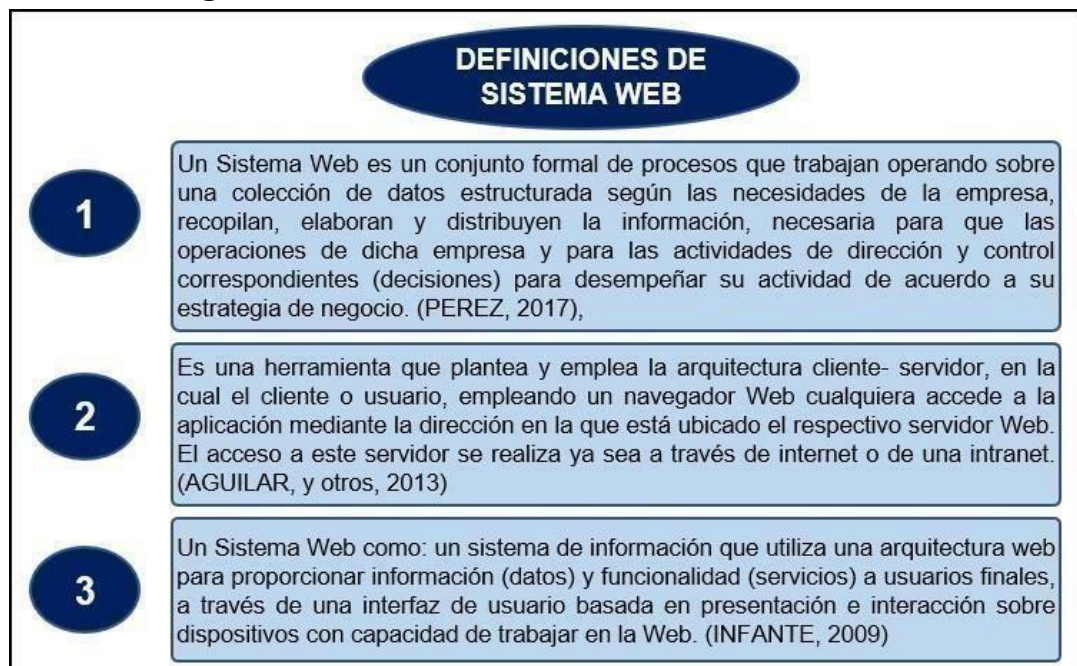 DEFINICIONES DE
SISTEMA WEB
1
Un Sistema Web es un conjunto formal de procesos que trabajan operando sobre
una colección de datos estructurada según las necesidades de la empresa,
recopilan, elaboran y distribuyen la información, necesaria para que las
operaciones de dicha empresa y para las actividades de dirección y control
correspondientes (decisiones) para desempeñar su actividad de acuerdo a su
estrategia de negocio. (PEREZ, 2017),
2
Es una herramienta que plantea y emplea la arquitectura cliente- servidor, en la
cual el cliente o usuario, empleando un navegador Web cualquiera accede a la
aplicación mediante la dirección en la que está ubicado el respectivo servidor Web.
El acceso a este servidor se realiza ya sea a través de internet o de una intranet.
(AGUILAR, y otros, 2013)
3
Un Sistema Web como: un sistema de información que utiliza una arquitectura web
para proporcionar información (datos) y funcionalidad (servicios) a usuarios finales,
a través de una interfaz de usuario basada en presentación e interacción sobre
dispositivos con capacidad de trabajar en la Web. (INFANTE, 2009)